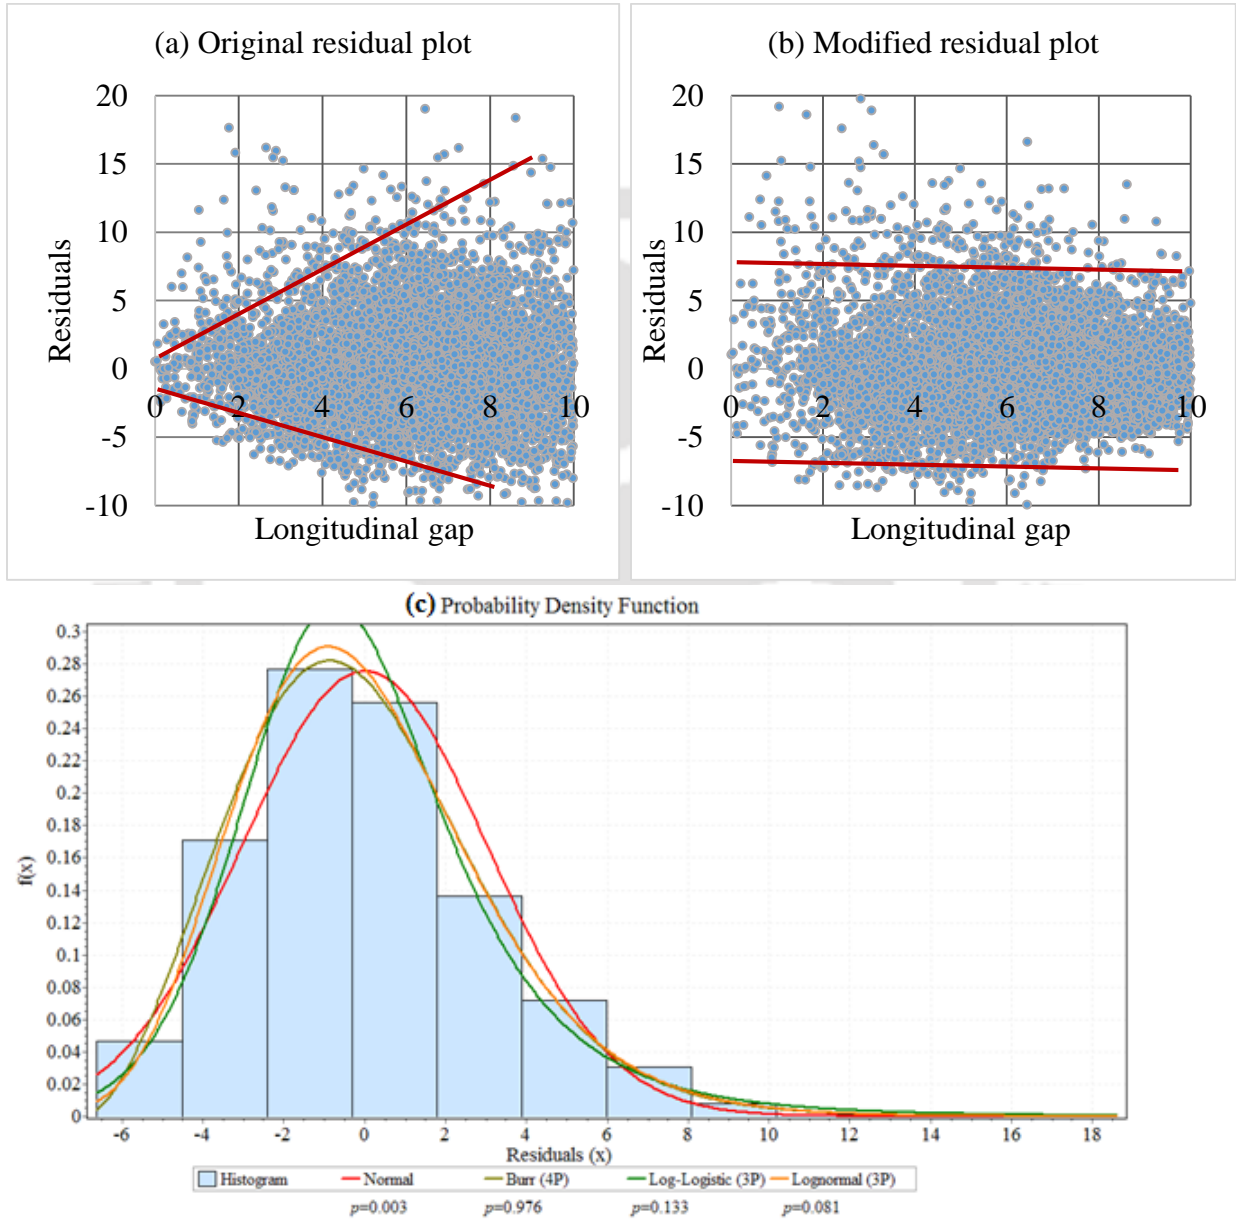 (a) Original residual plot
20
15
10
5
0
-5
-10
0 2 4 6 8 10
Residuals
Longitudinal gap
(b) Modified residual plot
20
15
10
5
0
-5
-10
0 2 4 6 8 10
Residuals
Longitudinal gap
(c) Probability Density Function
0.3
0.28
0.26
0.24
0.22
0.2
0.18
0.16
0.14
0.12
0.1
0.08
0.06
0.04
0.02
0
f(x)
-6 -4 -2 0 2 4 6 8 10 12 14 16 18
Residuals (x)
Histogram Normal Burr (4P) Log-Logistic (3P) Lognormal (3P)
p=0.003 p=0.976 p=0.133 p=0.081